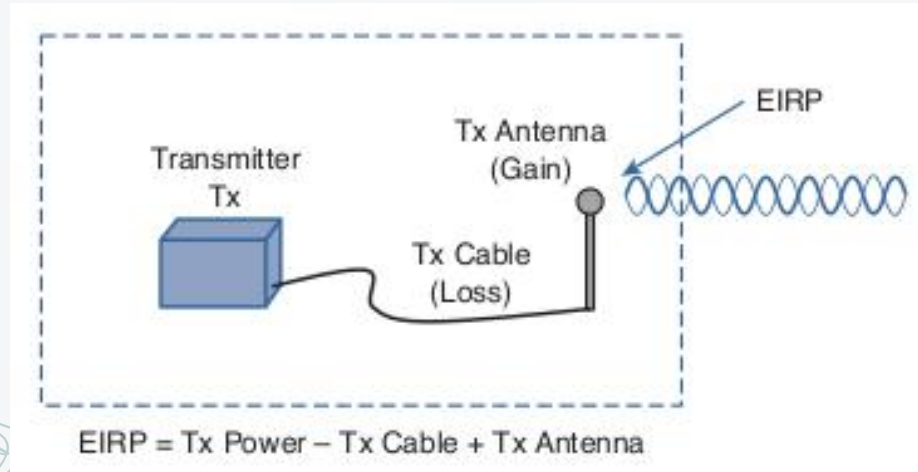 EIRP
Tx Antenna
(Gain)
Transmitter
Tx
Tx Cable
(Loss)
EIRP = Tx Power – Tx Cable + Tx Antenna